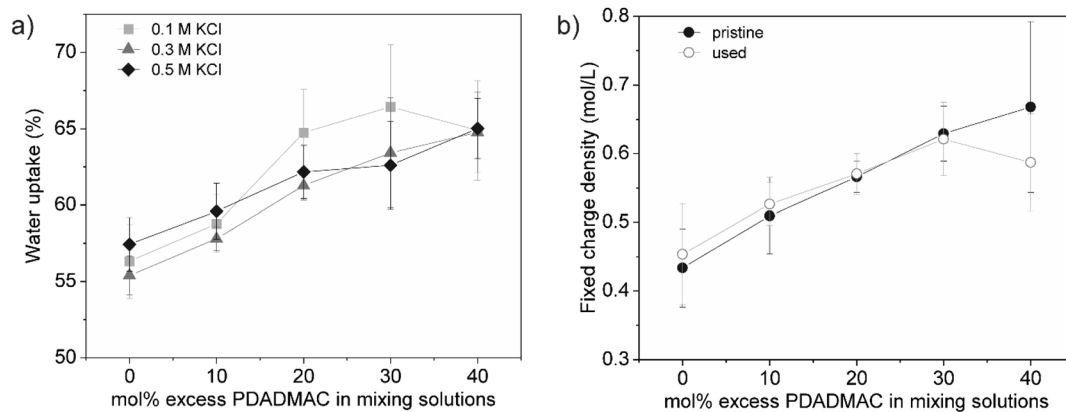 a)
0.1 M KCl
0.3 M KCl
0.5 M KCl
Water uptake (%)
70
65
60
55
50
0 10 20 30 40
mol% excess PDADMAC in mixing solutions
b)
pristine
used
Fixed charge density (mol/L)
0.8
0.7
0.6
0.5
0.4
0.3
0 10 20 30 40
mol% excess PDADMAC in mixing solutions